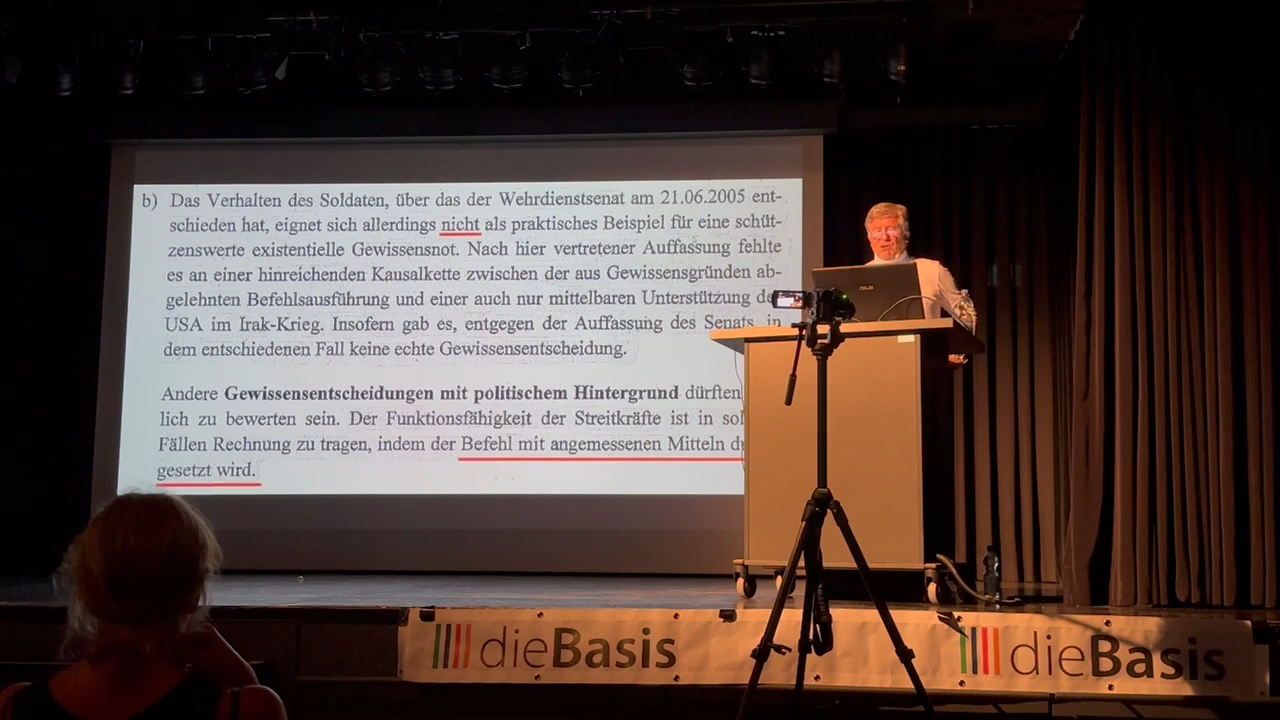 b) Das Verhalten des Soldaten, über das der Wehrdienstsenat am 21.06.2005 ent-
schieden hat, eignet sich allerdings nicht als praktisches Beispiel für eine schüt-
zenswerte existentielle Gewissensnot. Nach hier vertretener Auffassung fehlte
es an einer hinreichenden Kausalkette zwischen der aus Gewissensgründen ab-
gelehnten Befehlsausführung und einer auch nur mittelbaren Unterstützung
USA im Irak-Krieg. Insofern gab es, entgegen der Auffassung des Senats, in
dem entschiedenen Fall keine echte Gewissensentscheidung.
Andere Gewissensentscheidungen mit politischem Hintergrund dürften
lich zu bewerten sein. Der Funktionsfähigkeit der Streitkräfte ist in
Fällen Rechnung zu tragen, indem der Befehl mit angemessenen Mitteln
gesetzt wird.
ASUS
dieBasis
dieBasis